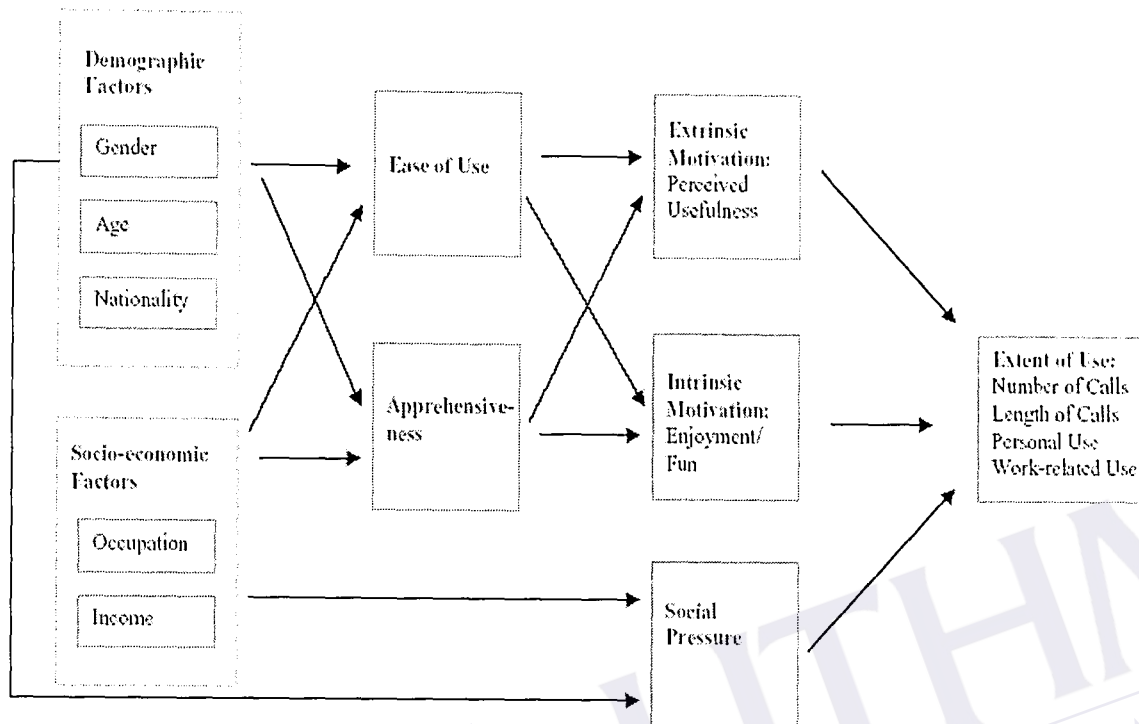 Demographic
Factors
Gender
Age
Nationality
Socio-economic
Factors
Occupation
Income
Ease of Use
Apprehensive-
ness
Extrinsic
Motivation:
Perceived
Usefulness
Intrinsic
Motivation:
Enjoyment/
Fun
Social
Pressure
Extent of Use:
Number of Calls
Length of Calls
Personal Use
Work-related Use